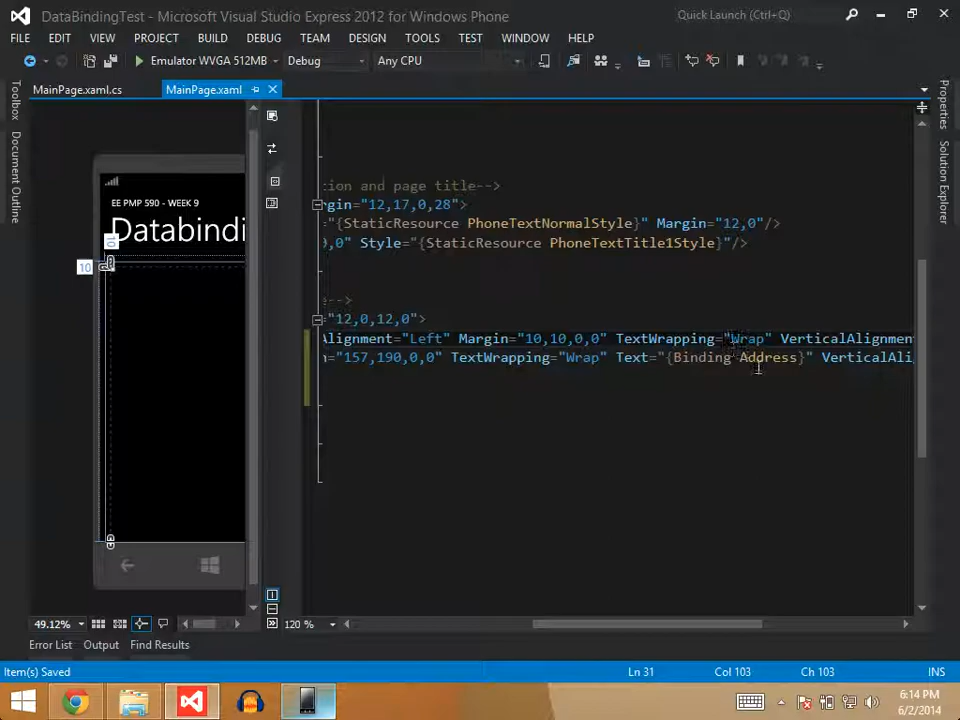 DataBindingTest - Microsoft Visual Studio Express 2012 for Windows Phone
Quick Launch (Ctrl+Q)
FILE EDIT VIEW PROJECT BUILD DEBUG TEAM DESIGN TOOLS TEST WINDOW HELP
Emulator WVGA 512MB Debug Any CPU
MainPage.xaml.cs MainPage.xaml
Toolbox
Document Outline
Properties
Solution Explorer
EE PMP 590 - WEEK 9
Databindi
0
10
tion and page title-->
rgin="12,17,0,28">
="{StaticResource PhoneTextNormalStyle}" Margin="12,0"/>
0,0" Style="{StaticResource PhoneTextTitle1Style}"/>
e-->
="12,0,12,0">
Alignment="Left" Margin="10,10,0,0" TextWrapping="Wrap" VerticalAlignment
n="157,190,0,0" TextWrapping="Wrap" Text="{Binding Address}" VerticalAli
49.12%
120 %
Error List Output Find Results
Item(s) Saved Ln 31 Col 103 Ch 103 INS
6:14 PM
6/2/2014